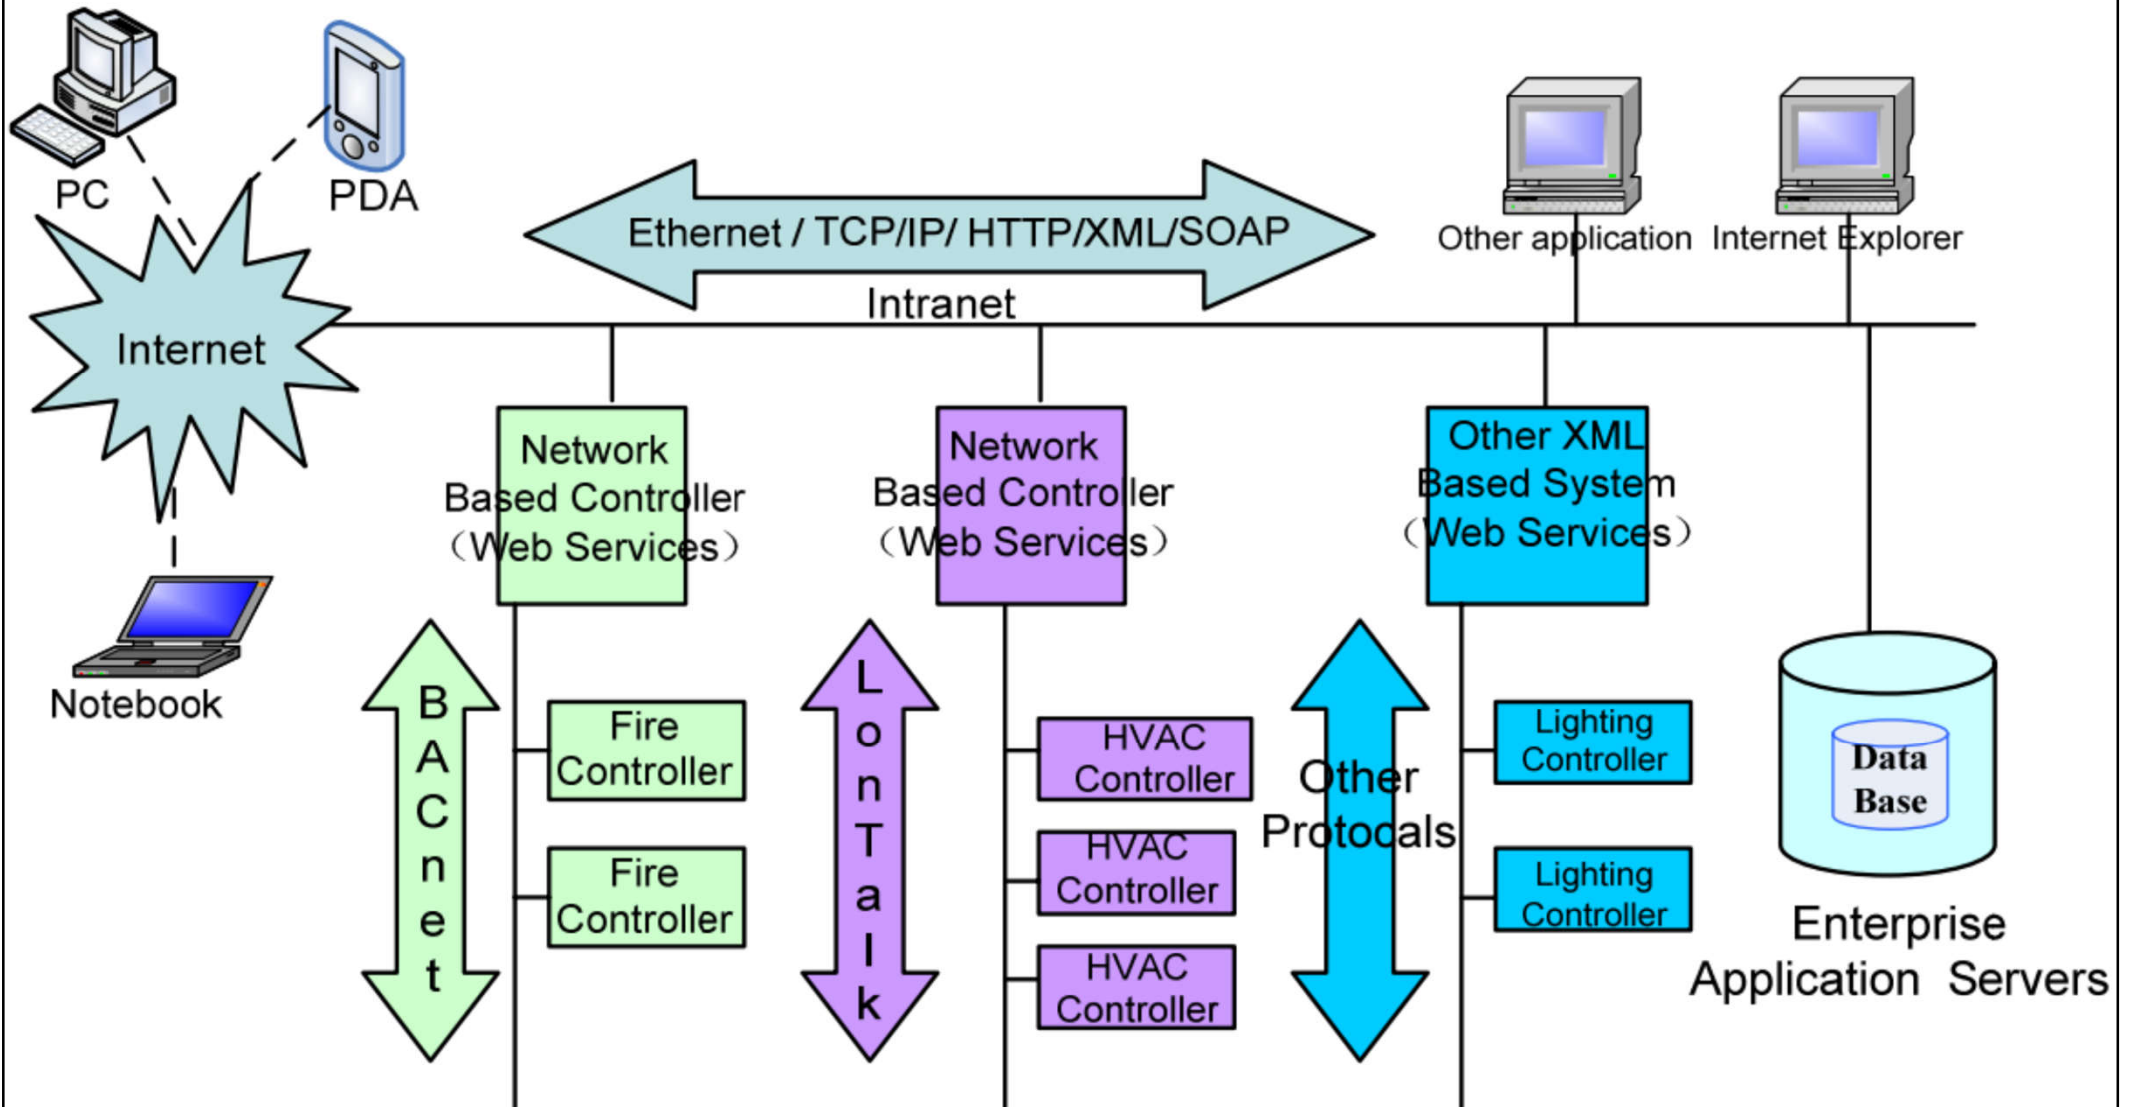 PC
PDA
Ethernet / TCP/IP/ HTTP/XML/SOAP
Other application
Internet Explorer
Intranet
Internet
Network
Based Controller
（Web Services）
Network
Based Controller
（Web Services）
Other XML
Based System
（Web Services）
Notebook
BACnet
Fire
Controller
Fire
Controller
LonTalk
HVAC
Controller
HVAC
Controller
HVAC
Controller
Other
Protocals
Lighting
Controller
Lighting
Controller
Data
Base
Enterprise
Application Servers